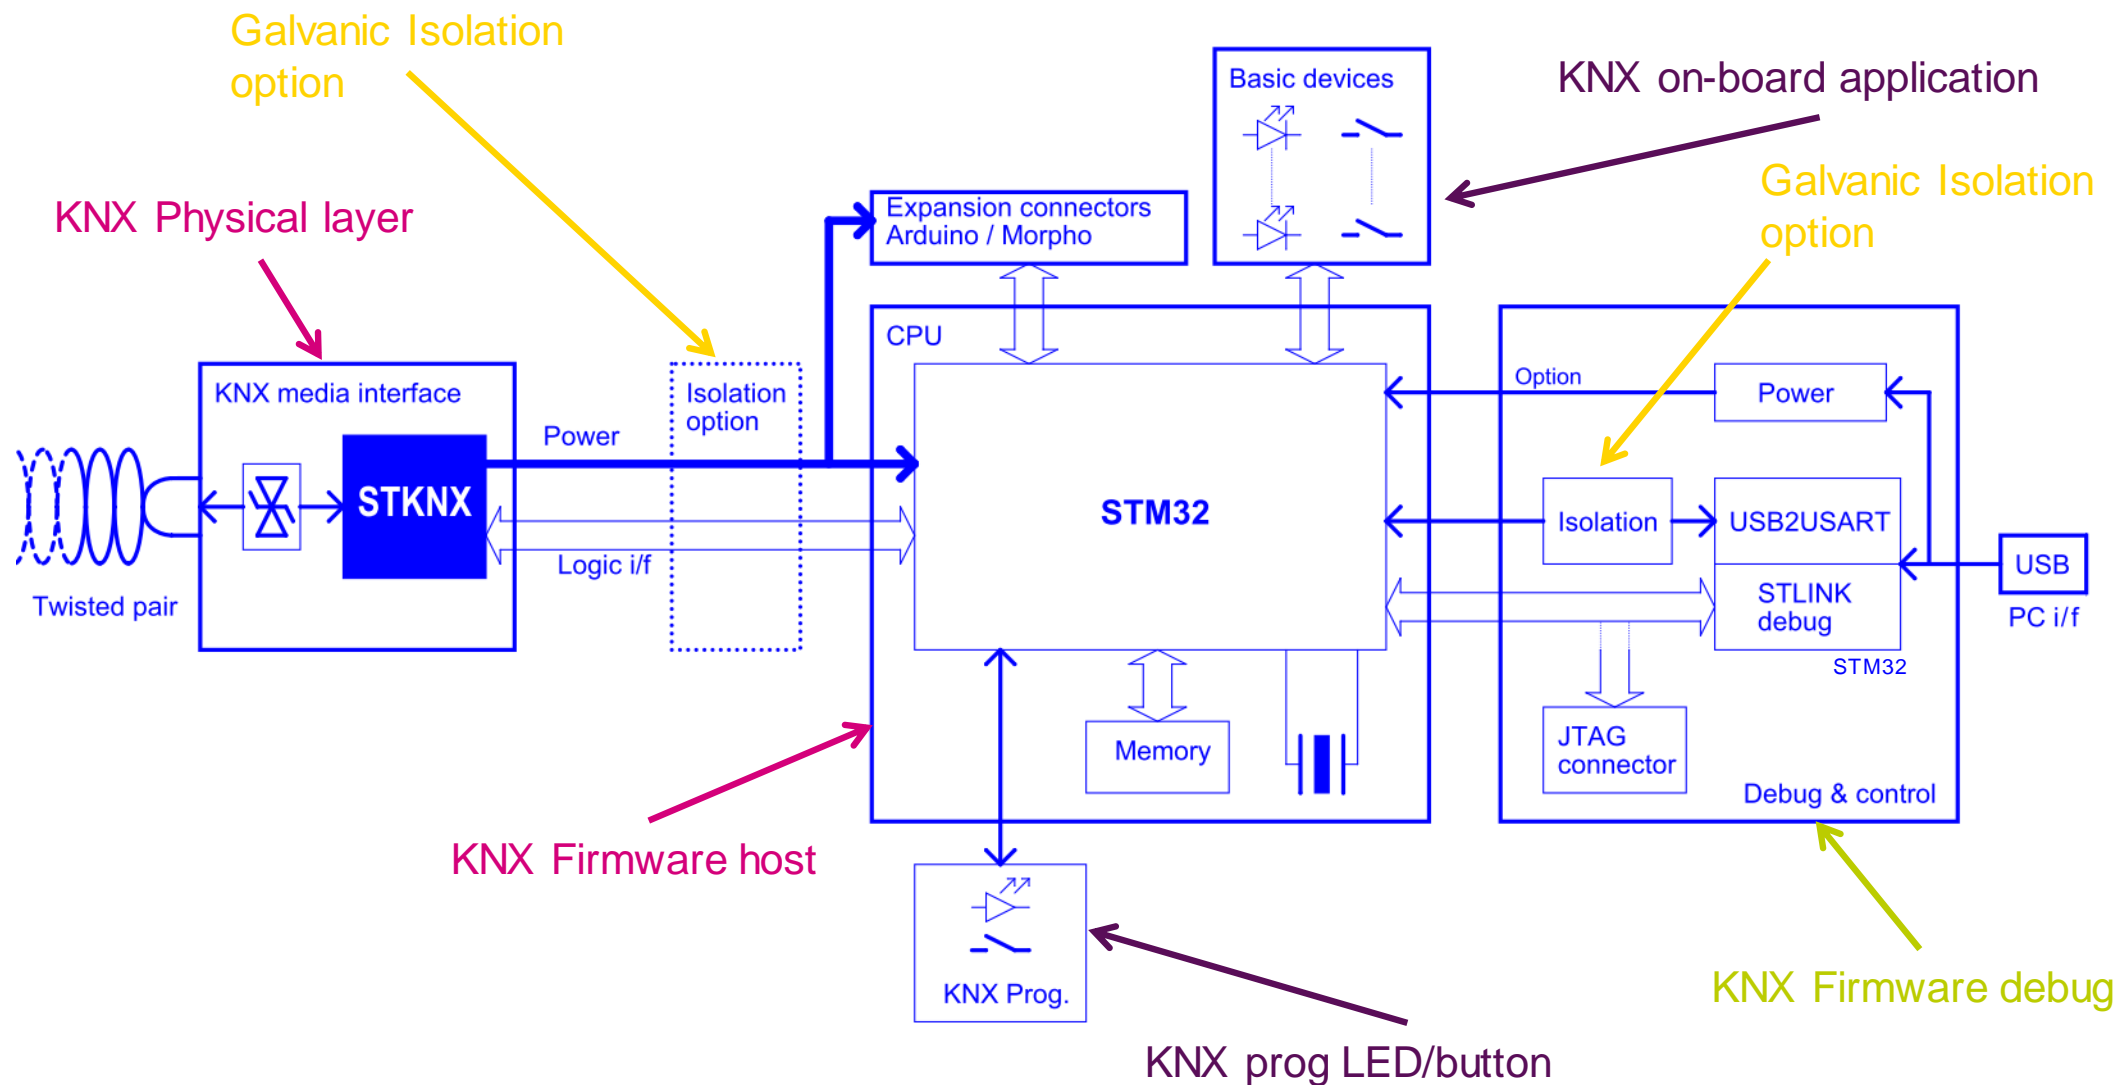 Galvanic Isolation
option
Basic devices
KNX on-board application
Galvanic Isolation
option
KNX Physical layer
Expansion connectors
Arduino / Morpho
CPU
KNX media interface
Isolation
option
Option
Power
Power
STKNX
STM32
Isolation
USB2USART
Logic i/f
USB
Twisted pair
STLINK
debug
PC i/f
STM32
Memory
JTAG
connector
Debug & control
KNX Firmware host
KNX Prog.
KNX Firmware debug
KNX prog LED/button